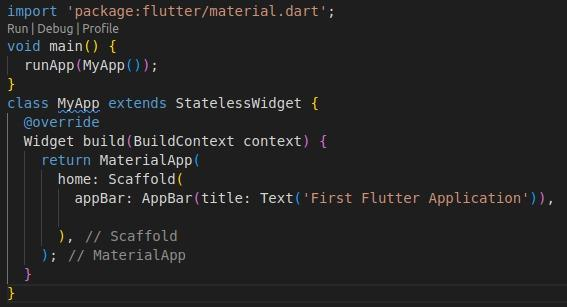 import 'package:flutter/material.dart';
Run | Debug | Profile
void main() {
  runApp(MyApp());
}
class MyApp extends StatelessWidget {
  @override
  Widget build(BuildContext context) {
    return MaterialApp(
      home: Scaffold(
        appBar: AppBar(title: Text('First Flutter Application')),

      ), // Scaffold
    ); // MaterialApp
  }
}